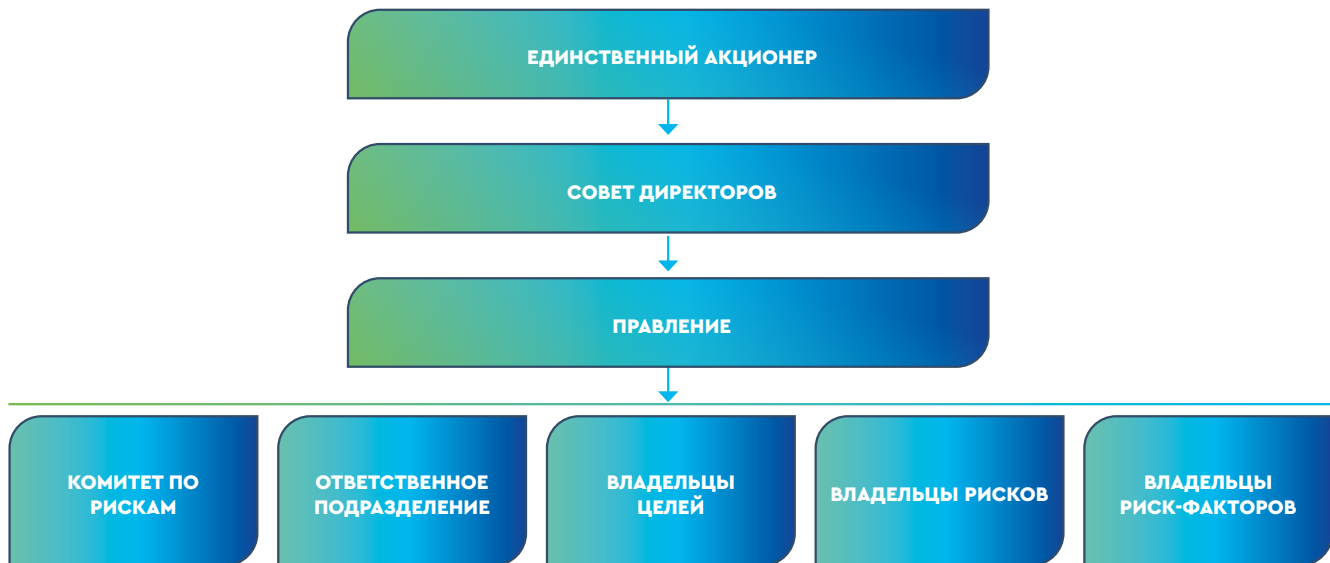 ЕДИНСТВЕННЫЙ АКЦИОНЕР
СОВЕТ ДИРЕКТОРОВ
ПРАВЛЕНИЕ
КОМИТЕТ ПО
РИСКАМ
ОТВЕТСТВЕННОЕ
ПОДРАЗДЕЛЕНИЕ
ВЛАДЕЛЬЦЫ
ЦЕЛЕЙ
ВЛАДЕЛЬЦЫ РИСКОВ
ВЛАДЕЛЬЦЫ
РИСК-ФАКТОРОВ